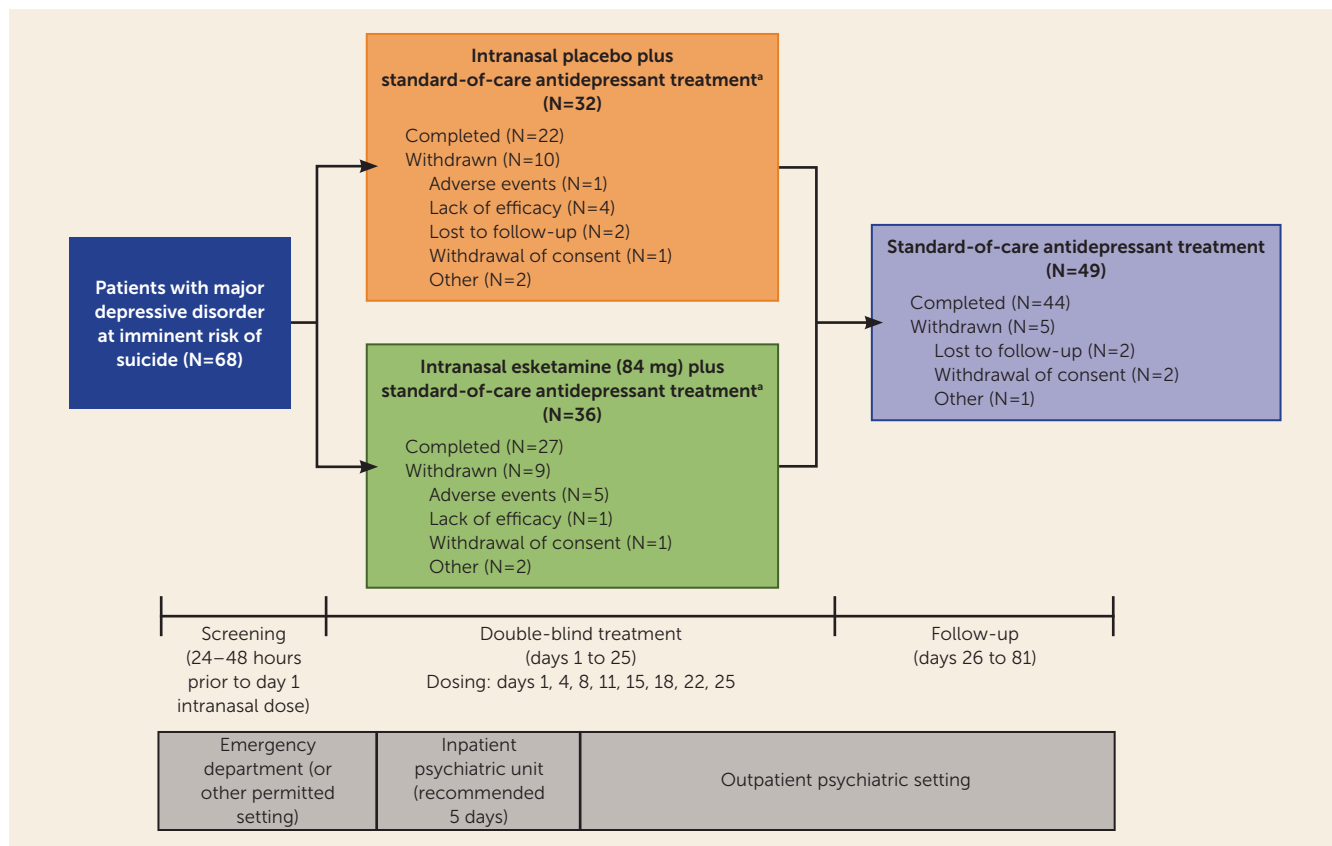 Patients with major
depressive disorder
at imminent risk of
suicide (N=68)
Intranasal placebo plus
standard-of-care antidepressant treatmentª
(N=32)
Completed (N=22)
Withdrawn (N=10)
Adverse events (N=1)
Lack of efficacy (N=4)
Lost to follow-up (N=2)
Withdrawal of consent (N=1)
Other (N=2)
Intranasal esketamine (84 mg) plus
standard-of-care antidepressant treatmentª
(N=36)
Completed (N=27)
Withdrawn (N=9)
Adverse events (N=5)
Lack of efficacy (N=1)
Withdrawal of consent (N=1)
Other (N=2)
Standard-of-care antidepressant treatment
(N=49)
Completed (N=44)
Withdrawn (N=5)
Lost to follow-up (N=2)
Withdrawal of consent (N=2)
Other (N=1)
Screening
(24–48 hours
prior to day 1
intranasal dose)
Double-blind treatment
(days 1 to 25)
Dosing: days 1, 4, 8, 11, 15, 18, 22, 25
Follow-up
(days 26 to 81)
Emergency
department (or
other permitted
setting)
Inpatient
psychiatric unit
(recommended
5 days)
Outpatient psychiatric setting